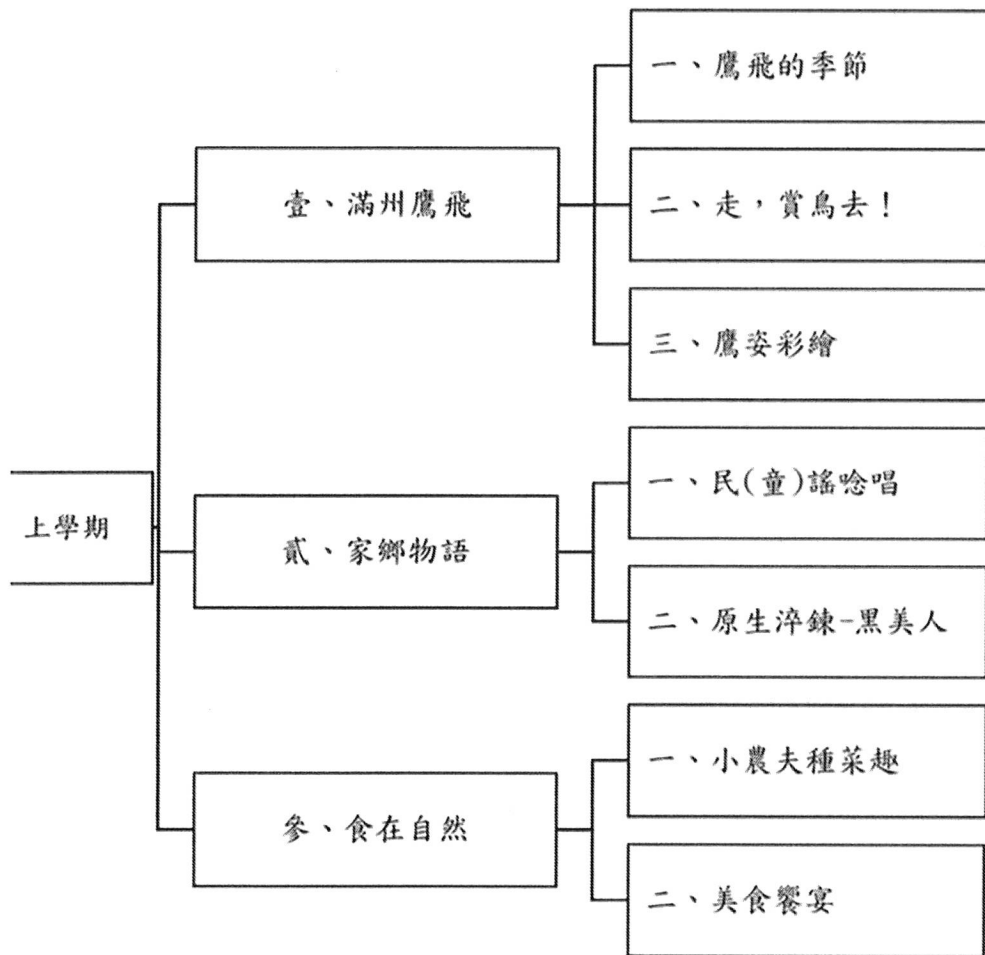 上學期
壹、滿州鷹飛
一、鷹飛的季節
二、走，賞鳥去！
三、鷹姿彩繪
貳、家鄉物語
一、民(童)謠唸唱
二、原生淬鍊-黑美人
參、食在自然
一、小農夫種菜趣
二、美食饗宴